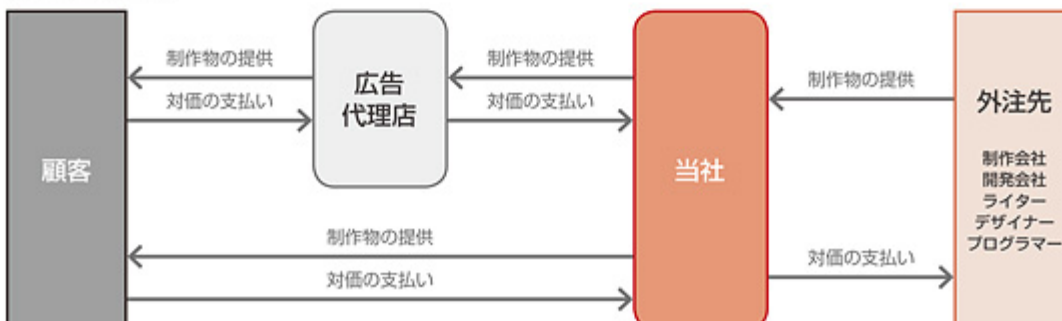 顧客
制作物の提供
対価の支払い
広告
代理店
制作物の提供
対価の支払い
制作物の提供
対価の支払い
当社
制作物の提供
対価の支払い
外注先
制作会社
開発会社
ライター
デザイナー
プログラマー